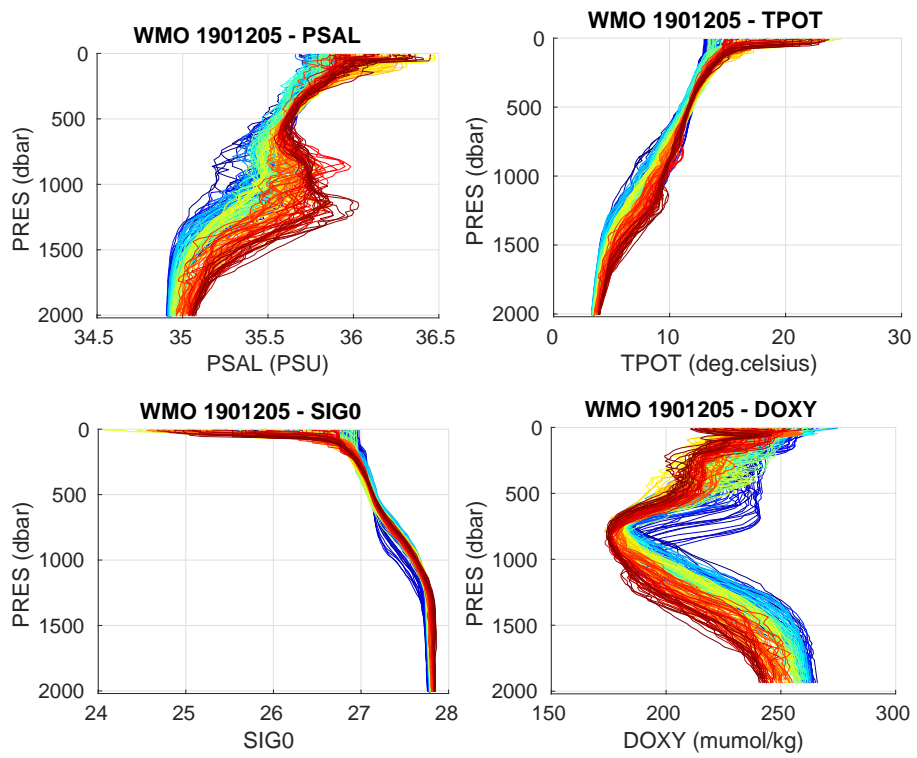 WMO 1901205 - PSAL
0
500
1000
1500
2000
34.5 35 35.5 36 36.5
PRES (dbar)
PSAL (PSU)
WMO 1901205 - TPOT
0
500
1000
1500
2000
0 10 20 30
PRES (dbar)
TPOT (deg.celsius)
WMO 1901205 - SIG0
0
500
1000
1500
2000
24 25 26 27 28
PRES (dbar)
SIG0
WMO 1901205 - DOXY
0
500
1000
1500
2000
150 200 250 300
PRES (dbar)
DOXY (mumol/kg)